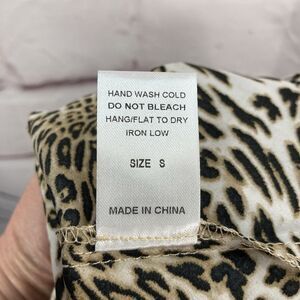 HAND WASH COLD
DO NOT BLEACH
HANG/FLAT TO DRY
IRON LOW
SIZE S
MADE IN CHINA